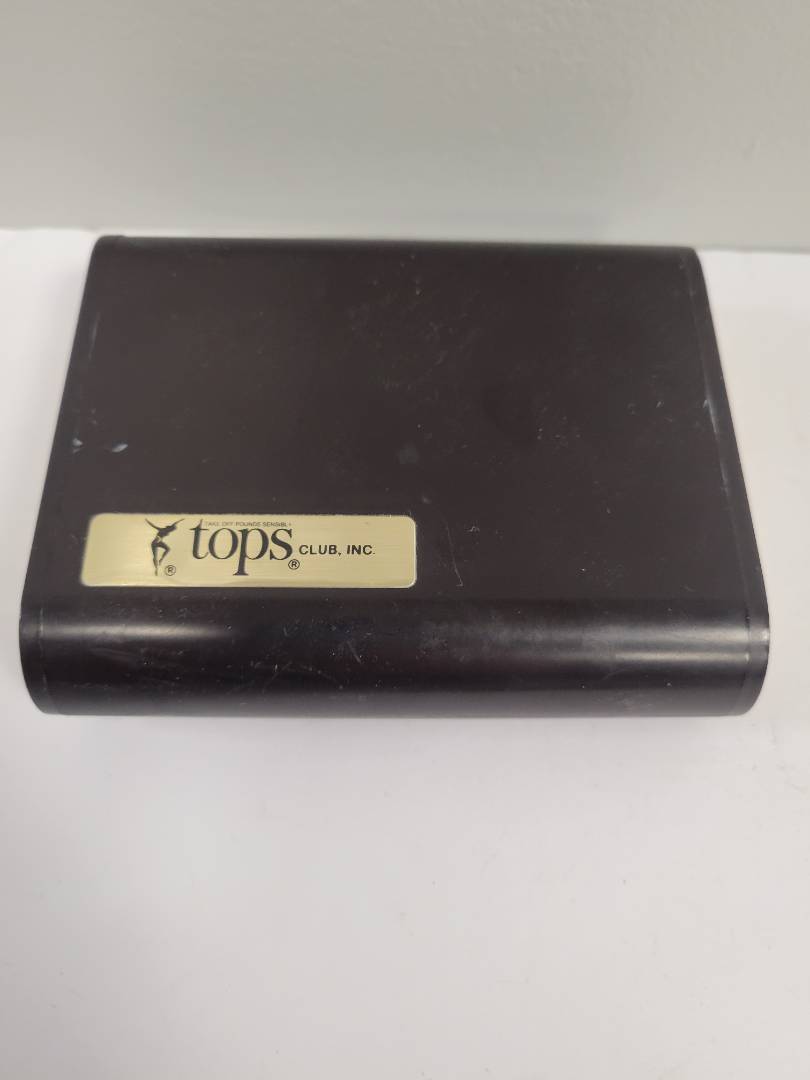 TAKE OFF POUNDS SENSIBLY
tops CLUB, INC.
® ®